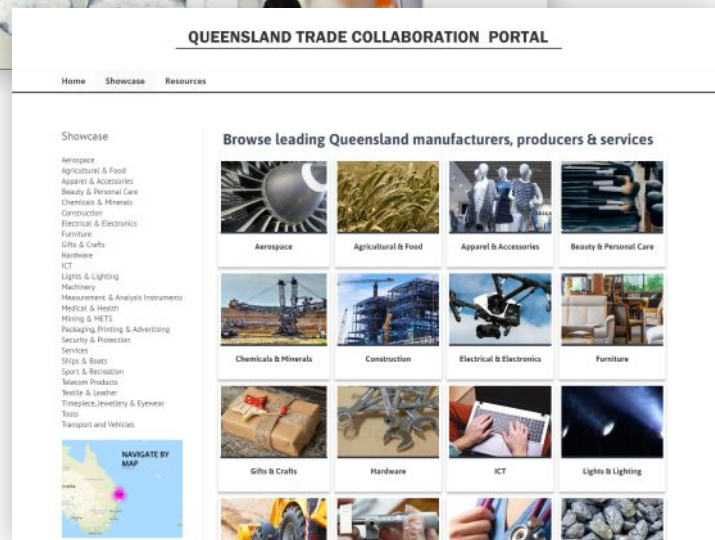 QUEENSLAND TRADE COLLABORATION PORTAL
Home Showcase Resources
Showcase
Aerospace
Agricultural & Food
Apparel & Accessories
Beauty & Personal Care
Chemicals & Minerals
Construction
Electrical & Electronics
Furniture
Gifts & Crafts
Hardware
ICT
Lights & Lighting
Machinery
Measurement & Analysis Instruments
Medical & Health
Mining & METS
Packaging, Printing & Advertising
Security & Protection
Services
Ships & Boats
Sport & Recreation
Telecom Products
Textile & Leather
Timepiece, Jewellery & Eyewear
Tools
Transport and Vehicles
NAVIGATE BY
MAP
Browse leading Queensland manufacturers, producers & services
Aerospace Agricultural & Food Apparel & Accessories Beauty & Personal Care
Chemicals & Minerals Construction Electrical & Electronics Furniture
Gifts & Crafts Hardware ICT Lights & Lighting